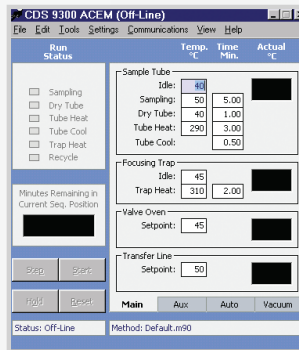 CDS 9300 ACEM (Off-Line)
File Edit Tools Settings Communications View Help
Run Status
Temp. °C Time Min. Actual °C
Sampling
Dry Tube
Tube Heat
Tube Cool
Trap Heat
Recycle
Minutes Remaining in Current Seq. Position
Step Start
Hold Reset
Sample Tube
Idle: 40
Sampling: 50 5.00
Dry Tube: 40 1.00
Tube Heat: 290 3.00
Tube Cool: 0.50
Focusing Trap
Idle: 45
Trap Heat: 310 2.00
Valve Oven
Setpoint: 45
Transfer Line
Setpoint: 50
Main Aux Auto Vacuum
Status: Off-Line Method: Default.m90